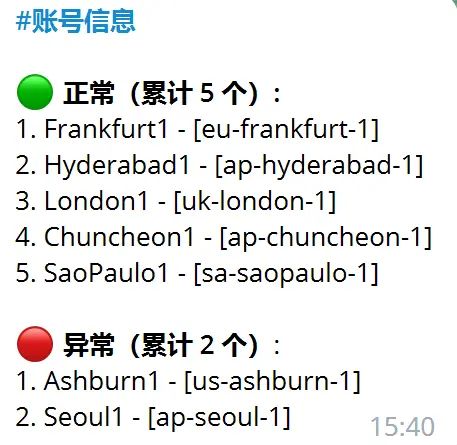 #账号信息
🟢 正常（累计 5 个）:
1. Frankfurt1 - [eu-frankfurt-1]
2. Hyderabad1 - [ap-hyderabad-1]
3. London1 - [uk-london-1]
4. Chuncheon1 - [ap-chuncheon-1]
5. SaoPaulo1 - [sa-saopaulo-1]
🔴 异常（累计 2 个）:
1. Ashburn1 - [us-ashburn-1]
2. Seoul1 - [ap-seoul-1]
15:40